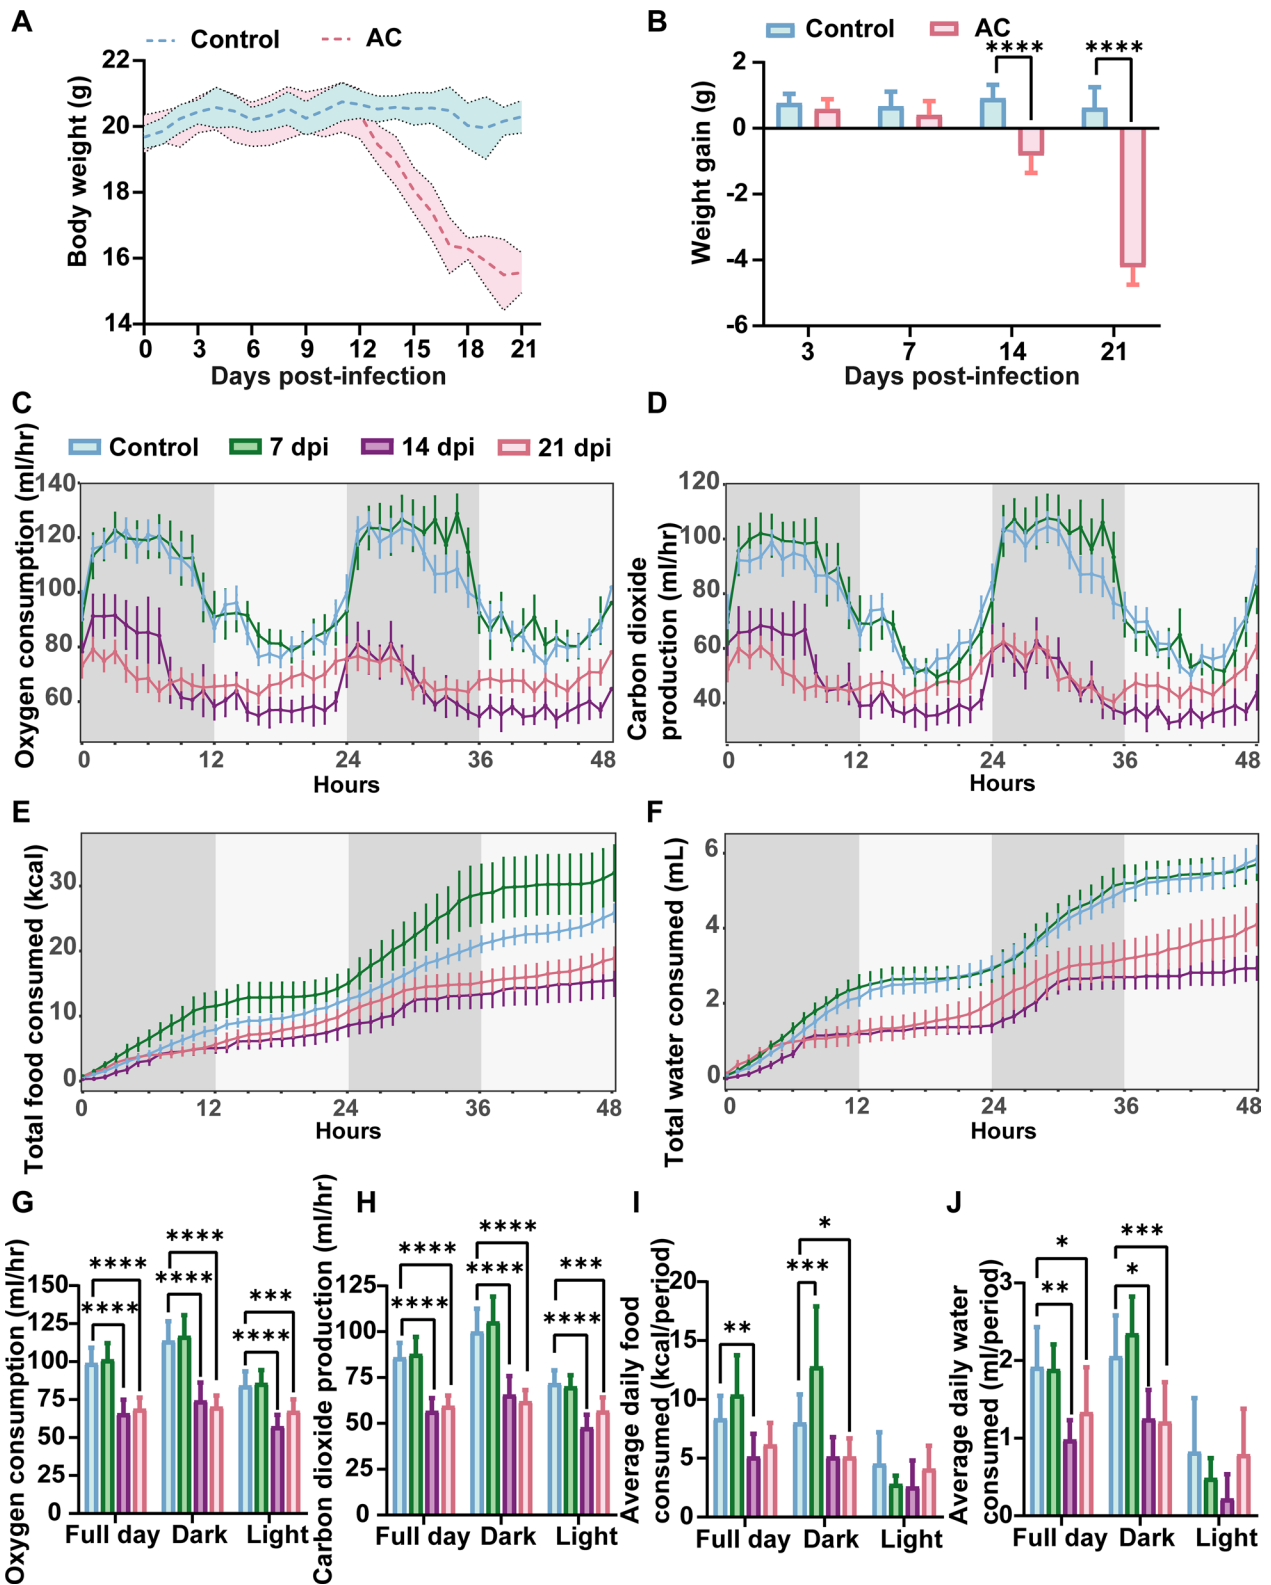 A
Control
AC
Body weight (g)
22
20
18
16
14
0 3 6 9 12 15 18 21
Days post-infection
B
Control
AC
**** ****
Weight gain (g)
2
0
-2
-4
-6
3 7 14 21
Days post-infection
C
Control
7 dpi
14 dpi
21 dpi
Oxygen consumption (ml/hr)
140
120
100
80
60
0 12 24 36 48
Hours
D
Carbon dioxide
production (ml/hr)
120
100
80
60
40
0 12 24 36 48
Hours
E
Total food consumed (kcal)
30
20
10
0
0 12 24 36 48
Hours
F
Total water consumed (mL)
6
4
2
0
0 12 24 36 48
Hours
G
Oxygen consumption (ml/hr)
150
125
100
75
50
25
0
****
****
****
****
***
****
Full day Dark Light
H
Carbon dioxide production (ml/hr)
125
100
75
50
25
0
****
****
****
****
***
****
Full day Dark Light
I
Average daily food
consumed (kcal/period)
20
15
10
5
0
**
*
***
Full day Dark Light
J
Average daily water
consumed (ml/period)
3
2
1
0
*
**
***
*
Full day Dark Light